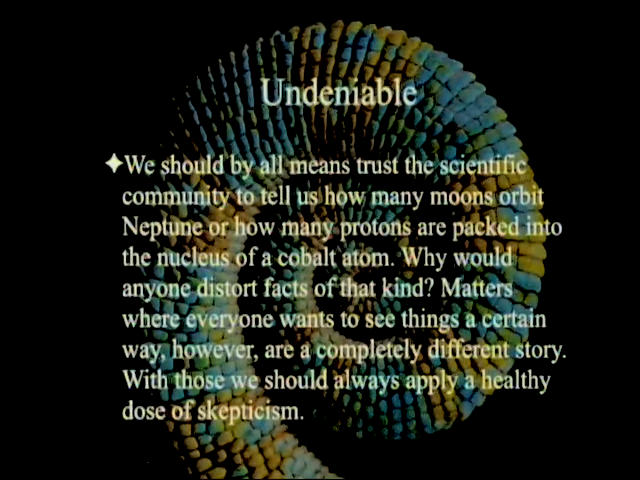 Undeniable
✦We should by all means trust the scientific
community to tell us how many moons orbit
Neptune or how many protons are packed into
the nucleus of a cobalt atom. Why would
anyone distort facts of that kind? Matters
where everyone wants to see things a certain
way, however, are a completely different story.
With those we should always apply a healthy
dose of skepticism.